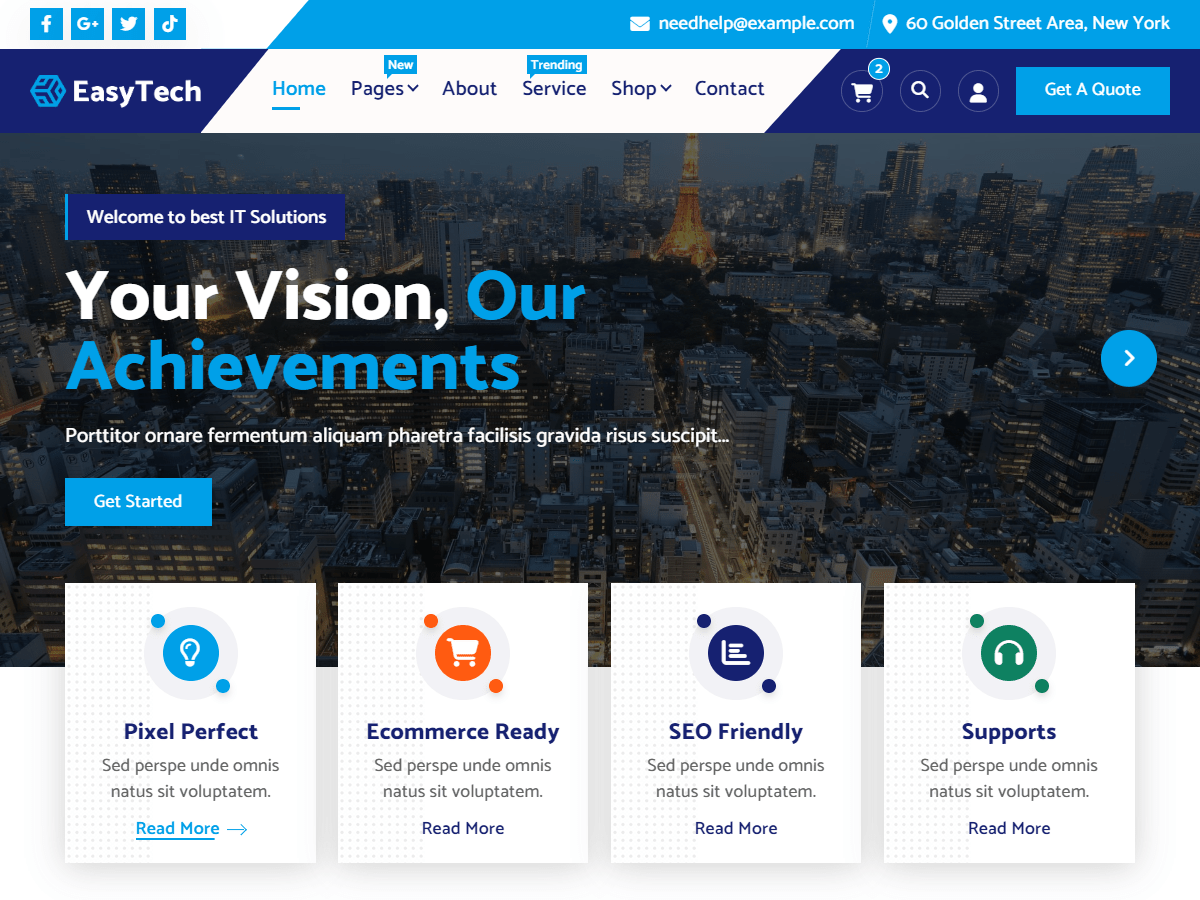 needhelp@example.com
60 Golden Street Area, New York
EasyTech
Home
Pages
New
About
Service
Trending
Shop
Contact
2
Get A Quote
Welcome to best IT Solutions
Your Vision, Our
Achievements
Porttitor ornare fermentum aliquam pharetra facilisis gravida risus suscipit...
Get Started
Pixel Perfect
Sed perspe unde omnis
natus sit voluptatem.
Read More
Ecommerce Ready
Sed perspe unde omnis
natus sit voluptatem.
Read More
SEO Friendly
Sed perspe unde omnis
natus sit voluptatem.
Read More
Supports
Sed perspe unde omnis
natus sit voluptatem.
Read More